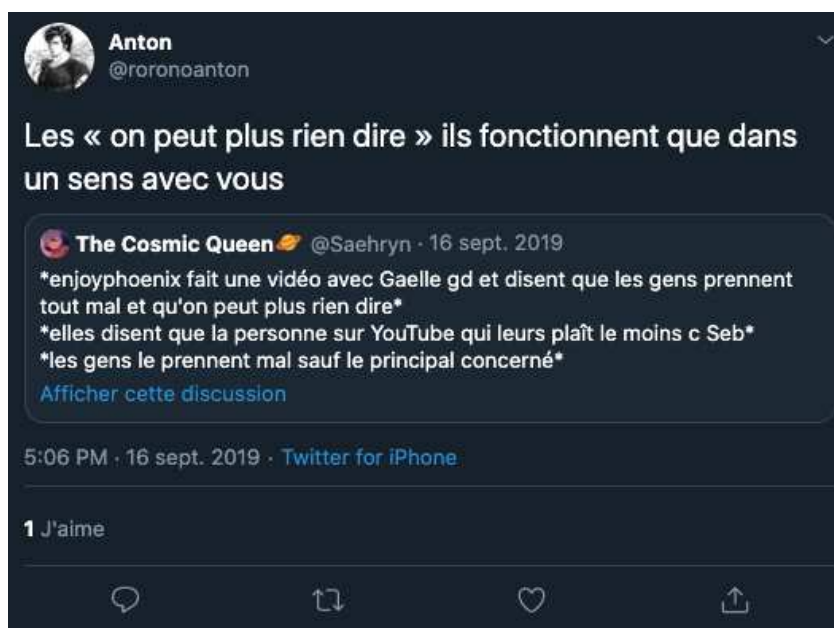 Anton
@roronoanton
Les « on peut plus rien dire » ils fonctionnent que dans
un sens avec vous
The Cosmic Queen🪐 @Saehryn · 16 sept. 2019
*enjoyphoenix fait une vidéo avec Gaelle gd et disent que les gens prennent
tout mal et qu'on peut plus rien dire*
*elles disent que la personne sur YouTube qui leurs plaît le moins c Seb*
*les gens le prennent mal sauf le principal concerné*
Afficher cette discussion
5:06 PM · 16 sept. 2019 · Twitter for iPhone
1 J'aime